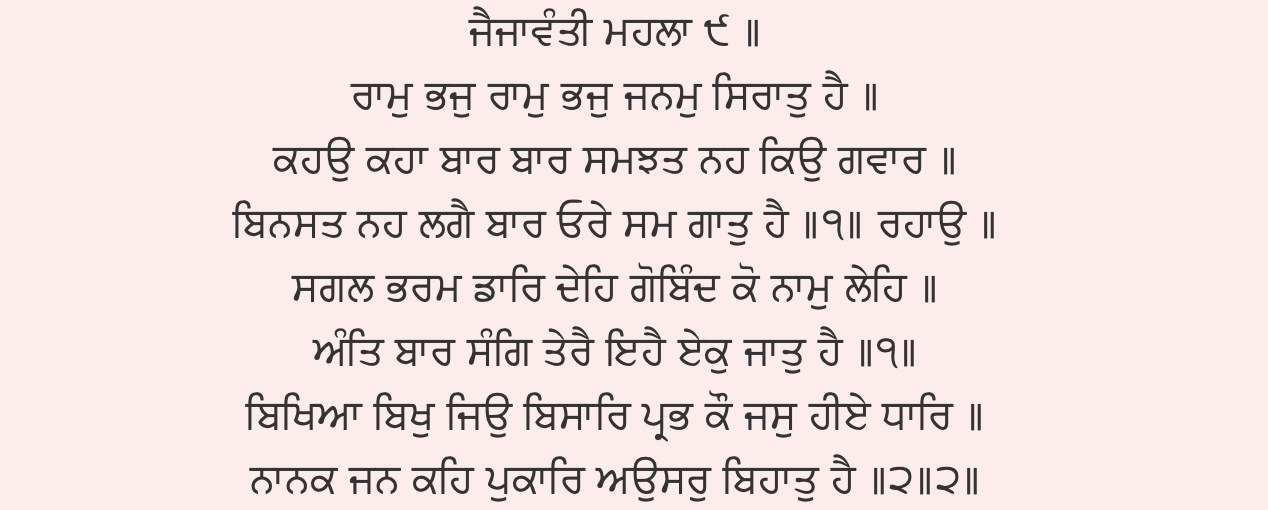 ਜੈਜਾਵੰਤੀ ਮਹਲਾ ੯ ॥
ਰਾਮੁ ਭਜੁ ਰਾਮੁ ਭਜੁ ਜਨਮੁ ਸਿਰਾਤੁ ਹੈ ॥
ਕਹਉ ਕਹਾ ਬਾਰ ਬਾਰ ਸਮਝਤ ਨਹ ਕਿਉ ਗਵਾਰ ॥
ਬਿਨਸਤ ਨਹ ਲਗੈ ਬਾਰ ਓਰੇ ਸਮ ਗਾਤੁ ਹੈ ॥੧॥ ਰਹਾਉ ॥
ਸਗਲ ਭਰਮ ਡਾਰਿ ਦੇਹਿ ਗੋਬਿੰਦ ਕੋ ਨਾਮੁ ਲੇਹਿ ॥
ਅੰਤਿ ਬਾਰ ਸੰਗਿ ਤੇਰੈ ਇਹੈ ਏਕੁ ਜਾਤੁ ਹੈ ॥੧॥
ਬਿਖਿਆ ਬਿਖੁ ਜਿਉ ਬਿਸਾਰਿ ਪ੍ਰਭ ਕੌ ਜਸੁ ਹੀਏ ਧਾਰਿ ॥
ਨਾਨਕ ਜਨ ਕਹਿ ਪੁਕਾਰਿ ਅਉਸਰੁ ਬਿਹਾਤੁ ਹੈ ॥੨॥੨॥